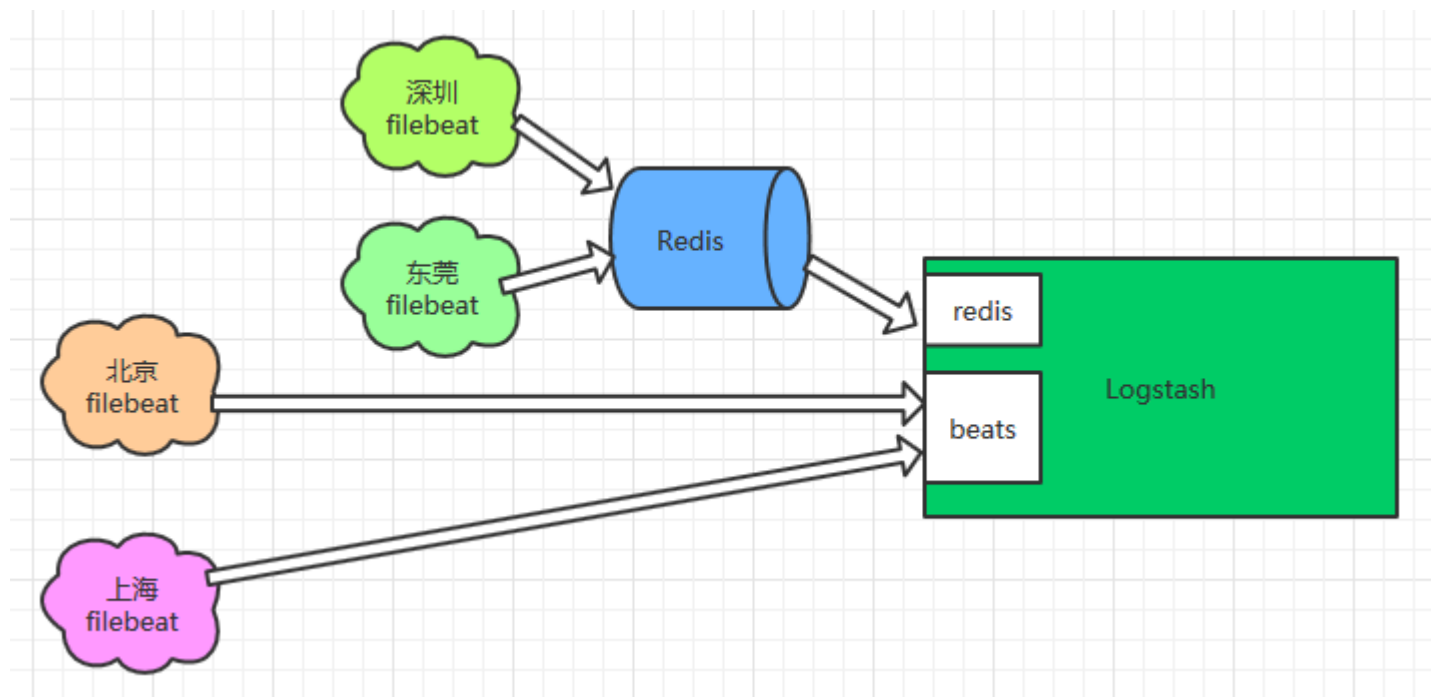 深圳
filebeat
东莞
filebeat
Redis
北京
filebeat
redis
beats
Logstash
上海
filebeat